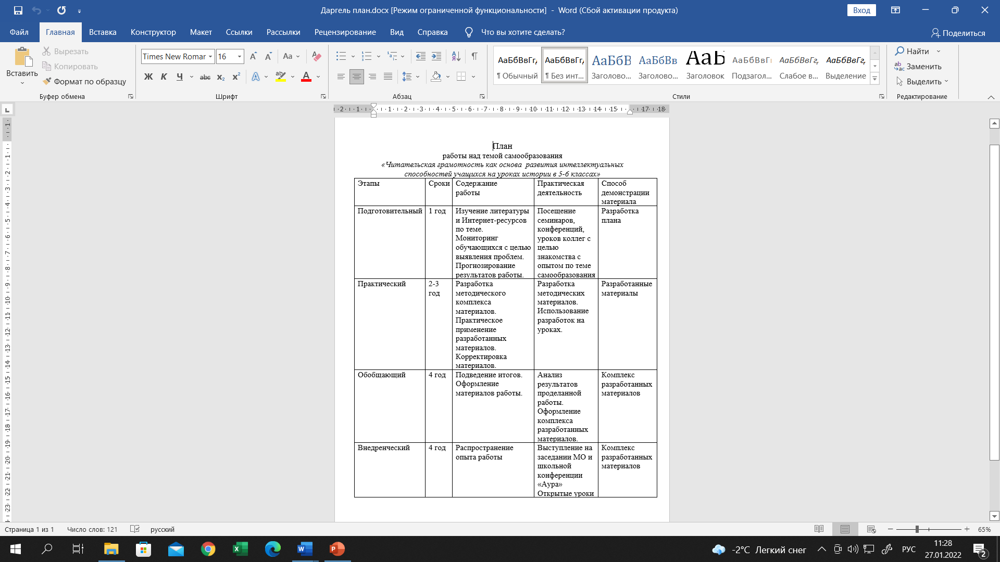 Даргель план.docx [Режим ограниченной функциональности] - Word (Сбой активации продукта)
Вход
Файл Главная Вставка Конструктор Макет Ссылки Рассылки Рецензирование Вид Справка Что вы хотите сделать? Поделиться
Вставить
Вырезать
Копировать
Формат по образцу
Буфер обмена
Times New Roman 16
Шрифт
Абзац
АаБбВвГг, АаБбВвГг, АаБбВ АаБбВв АаБ АаБбВвГг АаБбВвГг, АаБбВвГг,
¶ Обычный ¶ Без инт... Заголово... Заголово... Заголовок Подзагол... Слабое в... Выделение
Стили
Найти
Заменить
Выделить
Редактирование
План
работы над темой самообразования
«Читательская грамотность как основа развития интеллектуальных
способностей учащихся на уроках истории в 5-6 классах»
Этапы
Сроки
Содержание
работы
Практическая
деятельность
Способ
демонстрации
материала
Подготовительный
1 год
Изучение литературы
и Интернет-ресурсов
по теме.
Мониторинг
обучающихся с целью
выявления проблем.
Прогнозирование
результатов работы.
Посещение
семинаров,
конференций,
уроков коллег с
целью
знакомства с
опытом по теме
самообразования
Разработка
плана
Практический
2-3
год
Разработка
методического
комплекса
материалов.
Практическое
применение
разработанных
материалов.
Корректировка
материалов.
Разработка
методических
материалов.
Использование
разработок на
уроках.
Разработанные
материалы
Обобщающий
4 год
Подведение итогов.
Оформление
материалов работы.
Анализ
результатов
проделанной
работы.
Оформление
комплекса
разработанных
материалов.
Комплекс
разработанных
материалов
Внедренческий
4 год
Распространение
опыта работы
Выступление на
заседании МО и
школьной
конференции
«Аура»
Открытые уроки
Комплекс
разработанных
материалов
Страница 1 из 1 Число слов: 121 русский 65%
-2°C Легкий снег РУС
11:28
27.01.2022
2